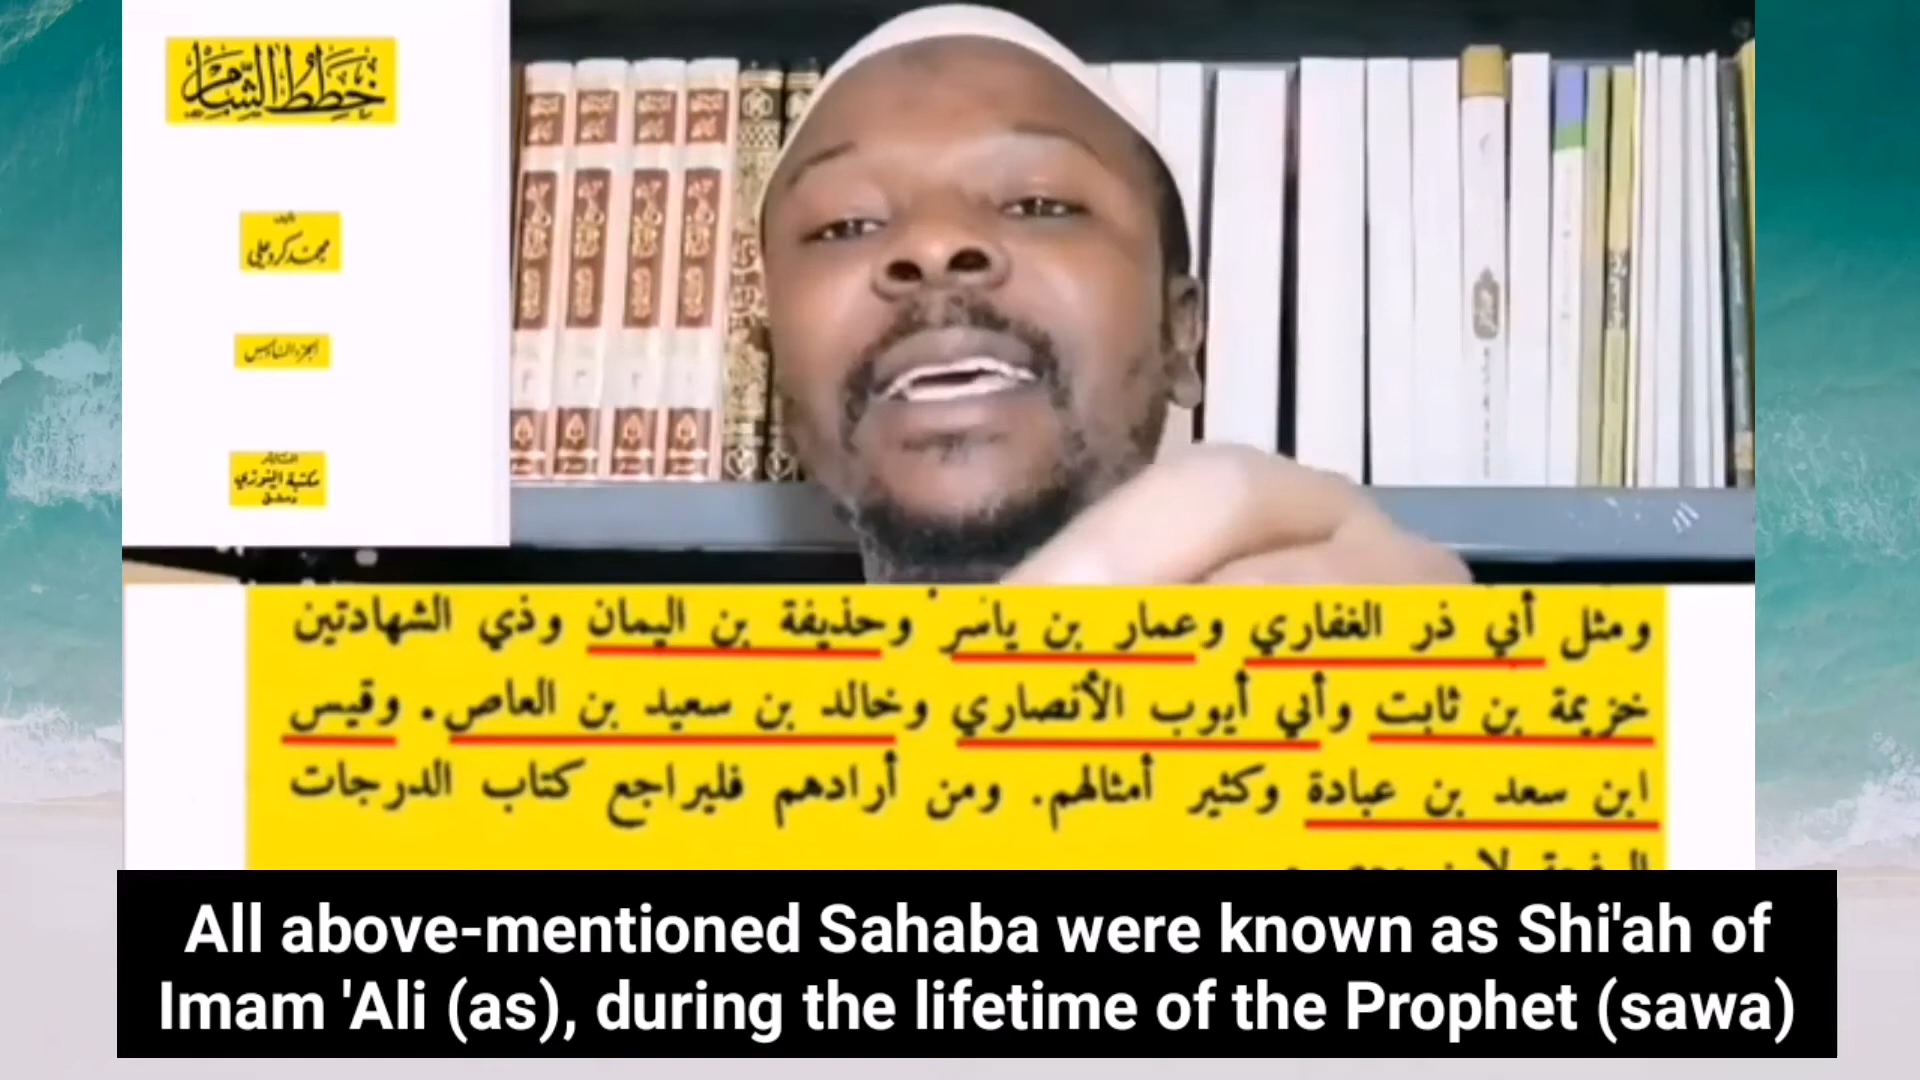 خطط الشام
تأليف
محمد كرد علي
الجزء السادس
الناشر
مكتبة النوري
دمشق
ومثل أبي ذر الغفاري وعمار بن ياسر وحذيفة بن اليمان وذي الشهادتين
خزيمة بن ثابت وأبي أيوب الأنصاري وخالد بن سعيد بن العاص. وقيس
ابن سعد بن عبادة وكثير أمثالهم. ومن أرادهم فليراجع كتاب الدرجات
All above-mentioned Sahaba were known as Shi'ah of
Imam 'Ali (as), during the lifetime of the Prophet (sawa)